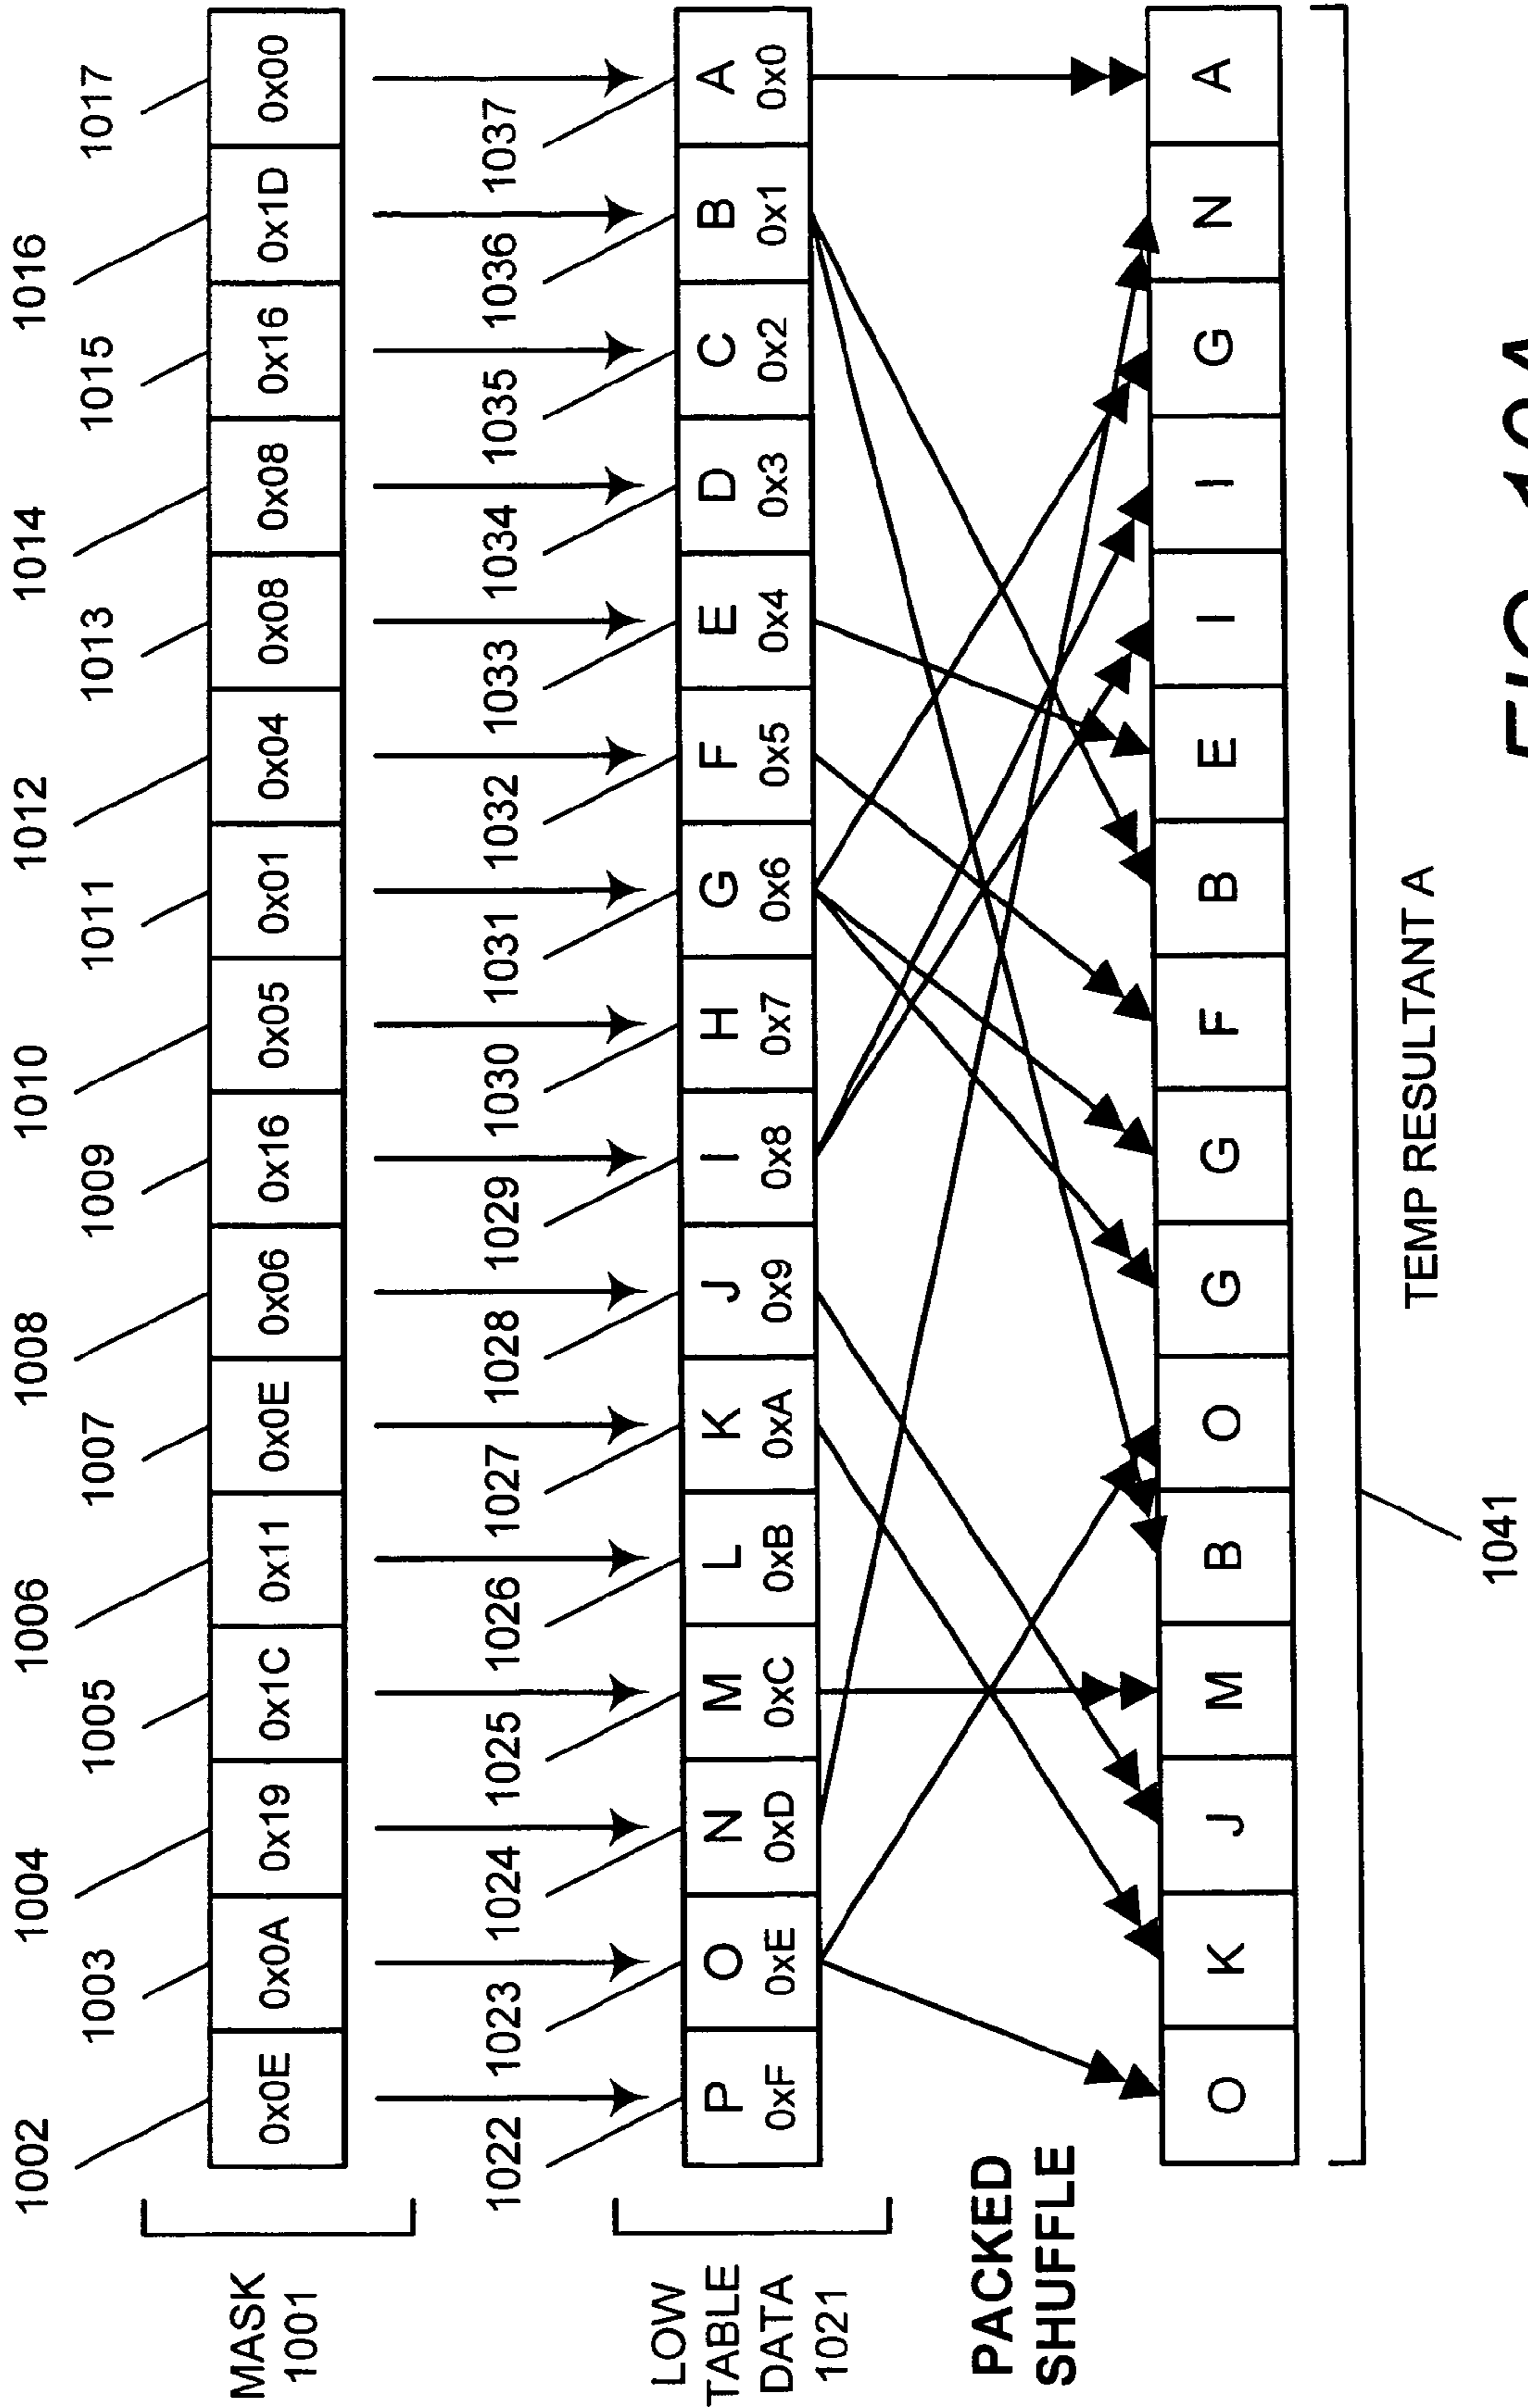 1002 1003 1004 1005 1006 1007 1008 1009 1010 1011 1012 1013 1014 1015 1016 1017
MASK
1001
0x0E 0x0A 0x19 0x1C 0x11 0x0E 0x06 0x16 0x05 0x01 0x04 0x08 0x08 0x16 0x1D 0x00
1022 1023 1024 1025 1026 1027 1028 1029 1030 1031 1032 1033 1034 1035 1036 1037
LOW
TABLE
DATA
1021
P O N M L K J I H G F E D C B A
0xF 0xE 0xD 0xC 0xB 0xA 0x9 0x8 0x7 0x6 0x5 0x4 0x3 0x2 0x1 0x0
PACKED
SHUFFLE
O K J M B O G G F B E I I G N A
TEMP RESULTANT A
1041